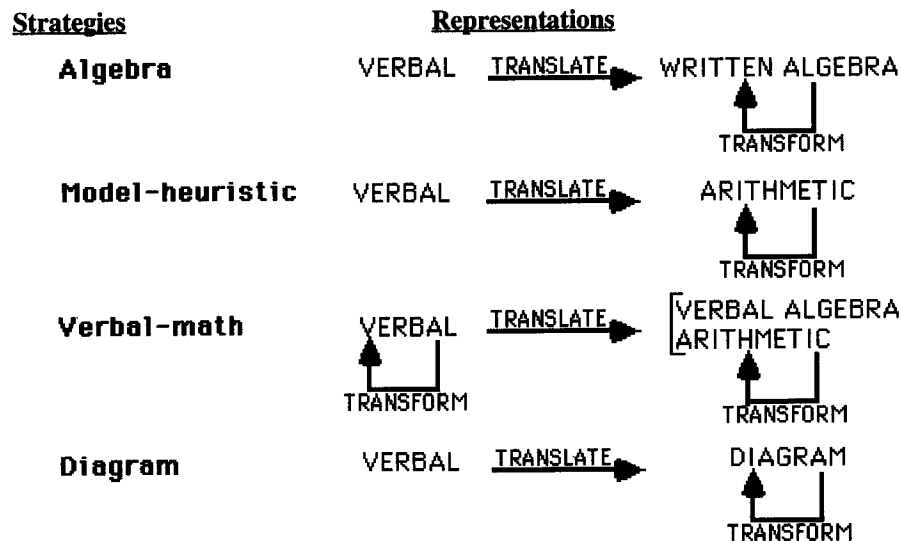 Strategies Representations
Algebra VERBAL TRANSLATE WRITTEN ALGEBRA
TRANSFORM
Model-heuristic VERBAL TRANSLATE ARITHMETIC
TRANSFORM
Verbal-math VERBAL TRANSLATE VERBAL ALGEBRA
ARITHMETIC
TRANSFORM TRANSFORM
Diagram VERBAL TRANSLATE DIAGRAM
TRANSFORM